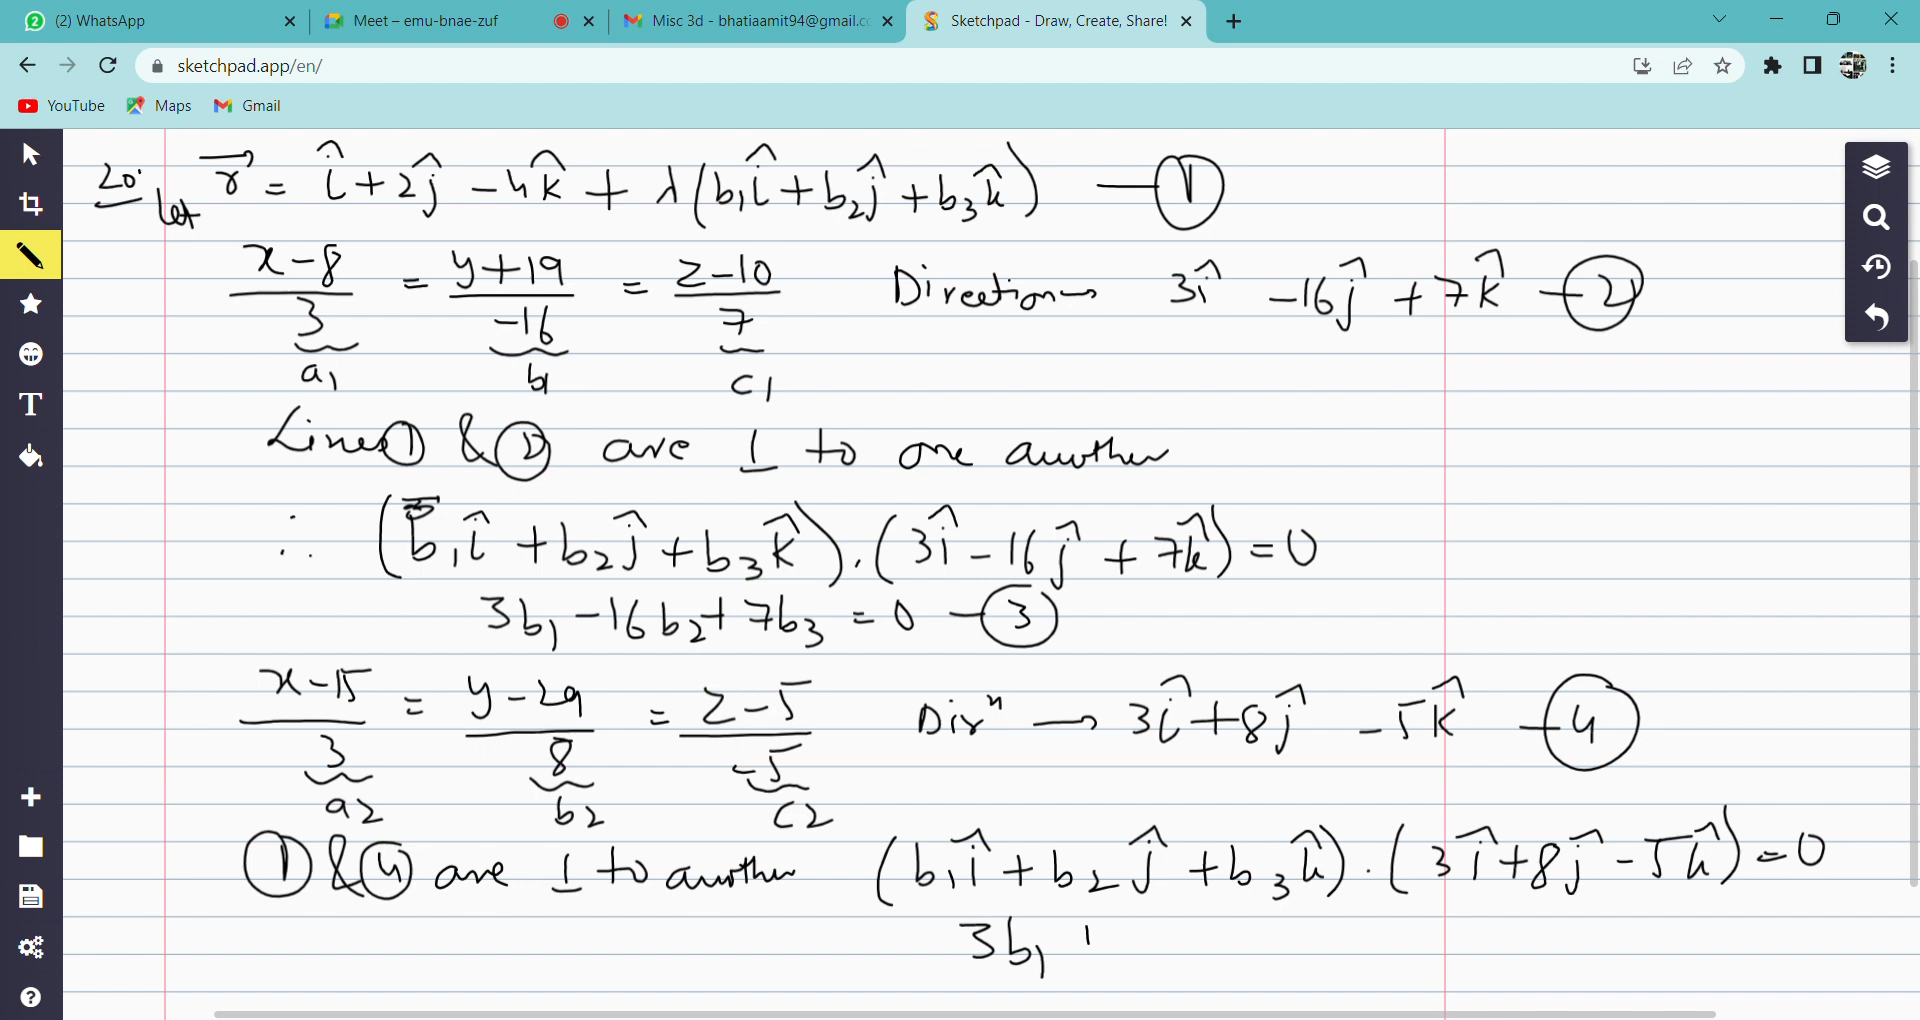 (2) WhatsApp
Meet – emu-bnae-zuf
Misc 3d - bhatiaamit94@gmail.co
Sketchpad - Draw, Create, Share!
sketchpad.app/en/
YouTube
Maps
Gmail
20. let r⃗ = î + 2ĵ - 4k̂ + λ(b₁î + b₂ĵ + b₃k̂) — ①
x-8/3 = y+19/-16 = z-10/7 Direction → 3î - 16ĵ + 7k̂ — ②
a₁ b₁ c₁
Lines ① & ② are ⊥ to one another
∴ (b₁î + b₂ĵ + b₃k̂).(3î - 16ĵ + 7k̂) = 0
3b₁ - 16b₂ + 7b₃ = 0 — ③
x-15/3 = y-29/8 = z-5/-5 Dirⁿ → 3î + 8ĵ - 5k̂ — ④
a2 b2 c2
① & ④ are ⊥ to another (b₁î + b₂ĵ + b₃k̂).(3î + 8ĵ - 5k̂) = 0
3b₁